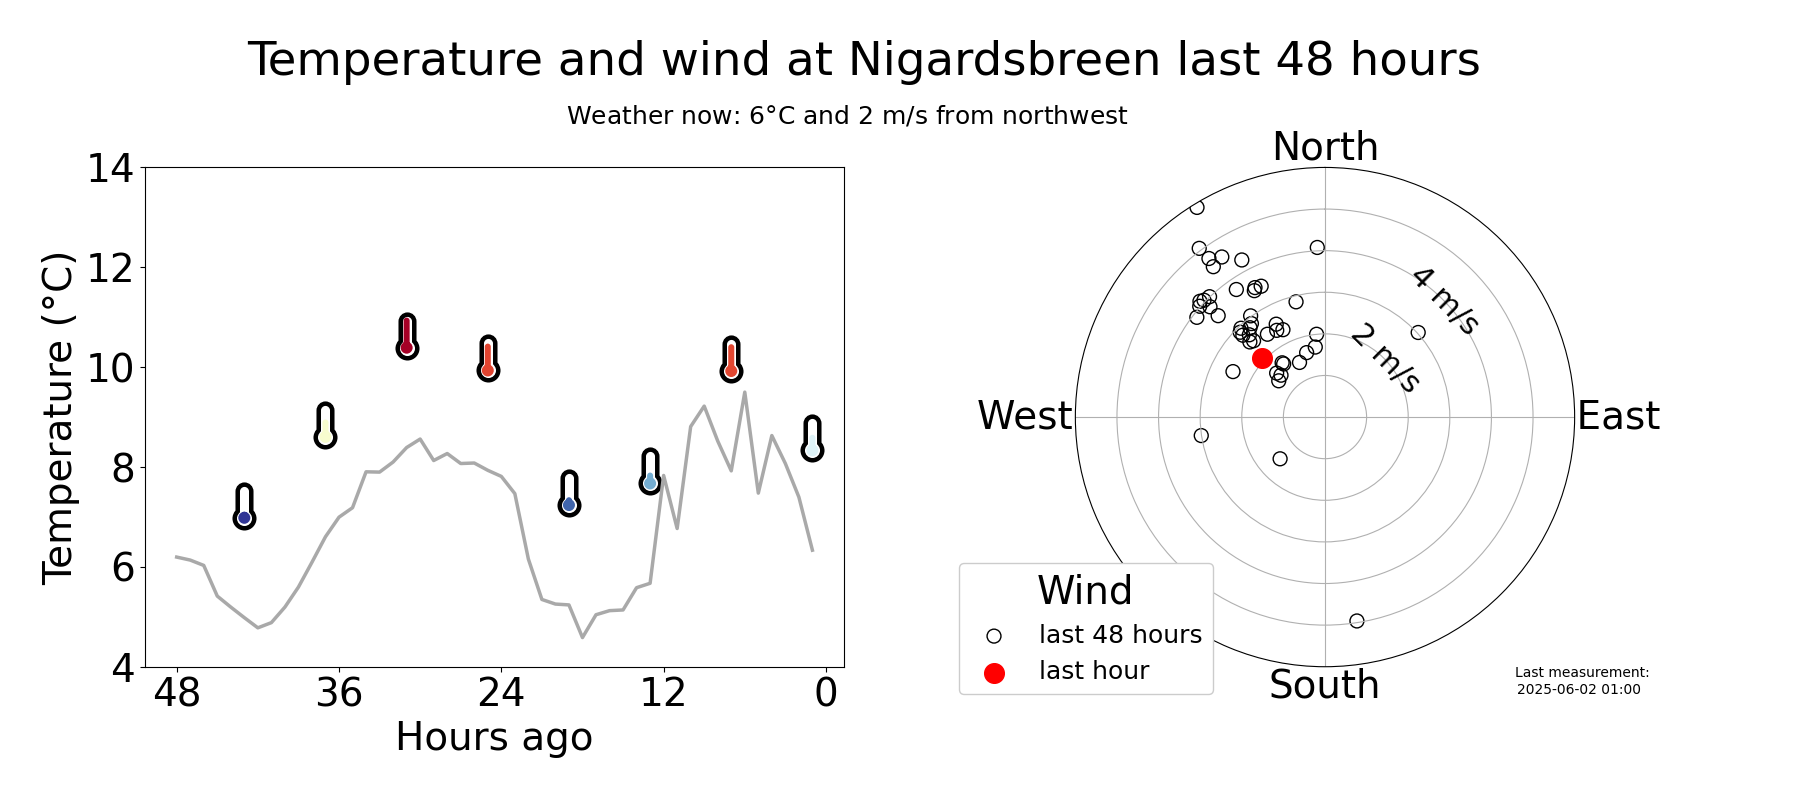 Temperature and wind at Nigardsbreen last 48 hours
Weather now: 6°C and 2 m/s from northwest
14
12
10
8
6
4
Temperature (°C)
48
36
24
12
0
Hours ago
North
West
East
South
4 m/s
2 m/s
Wind
last 48 hours
last hour
Last measurement:
2025-06-02 01:00